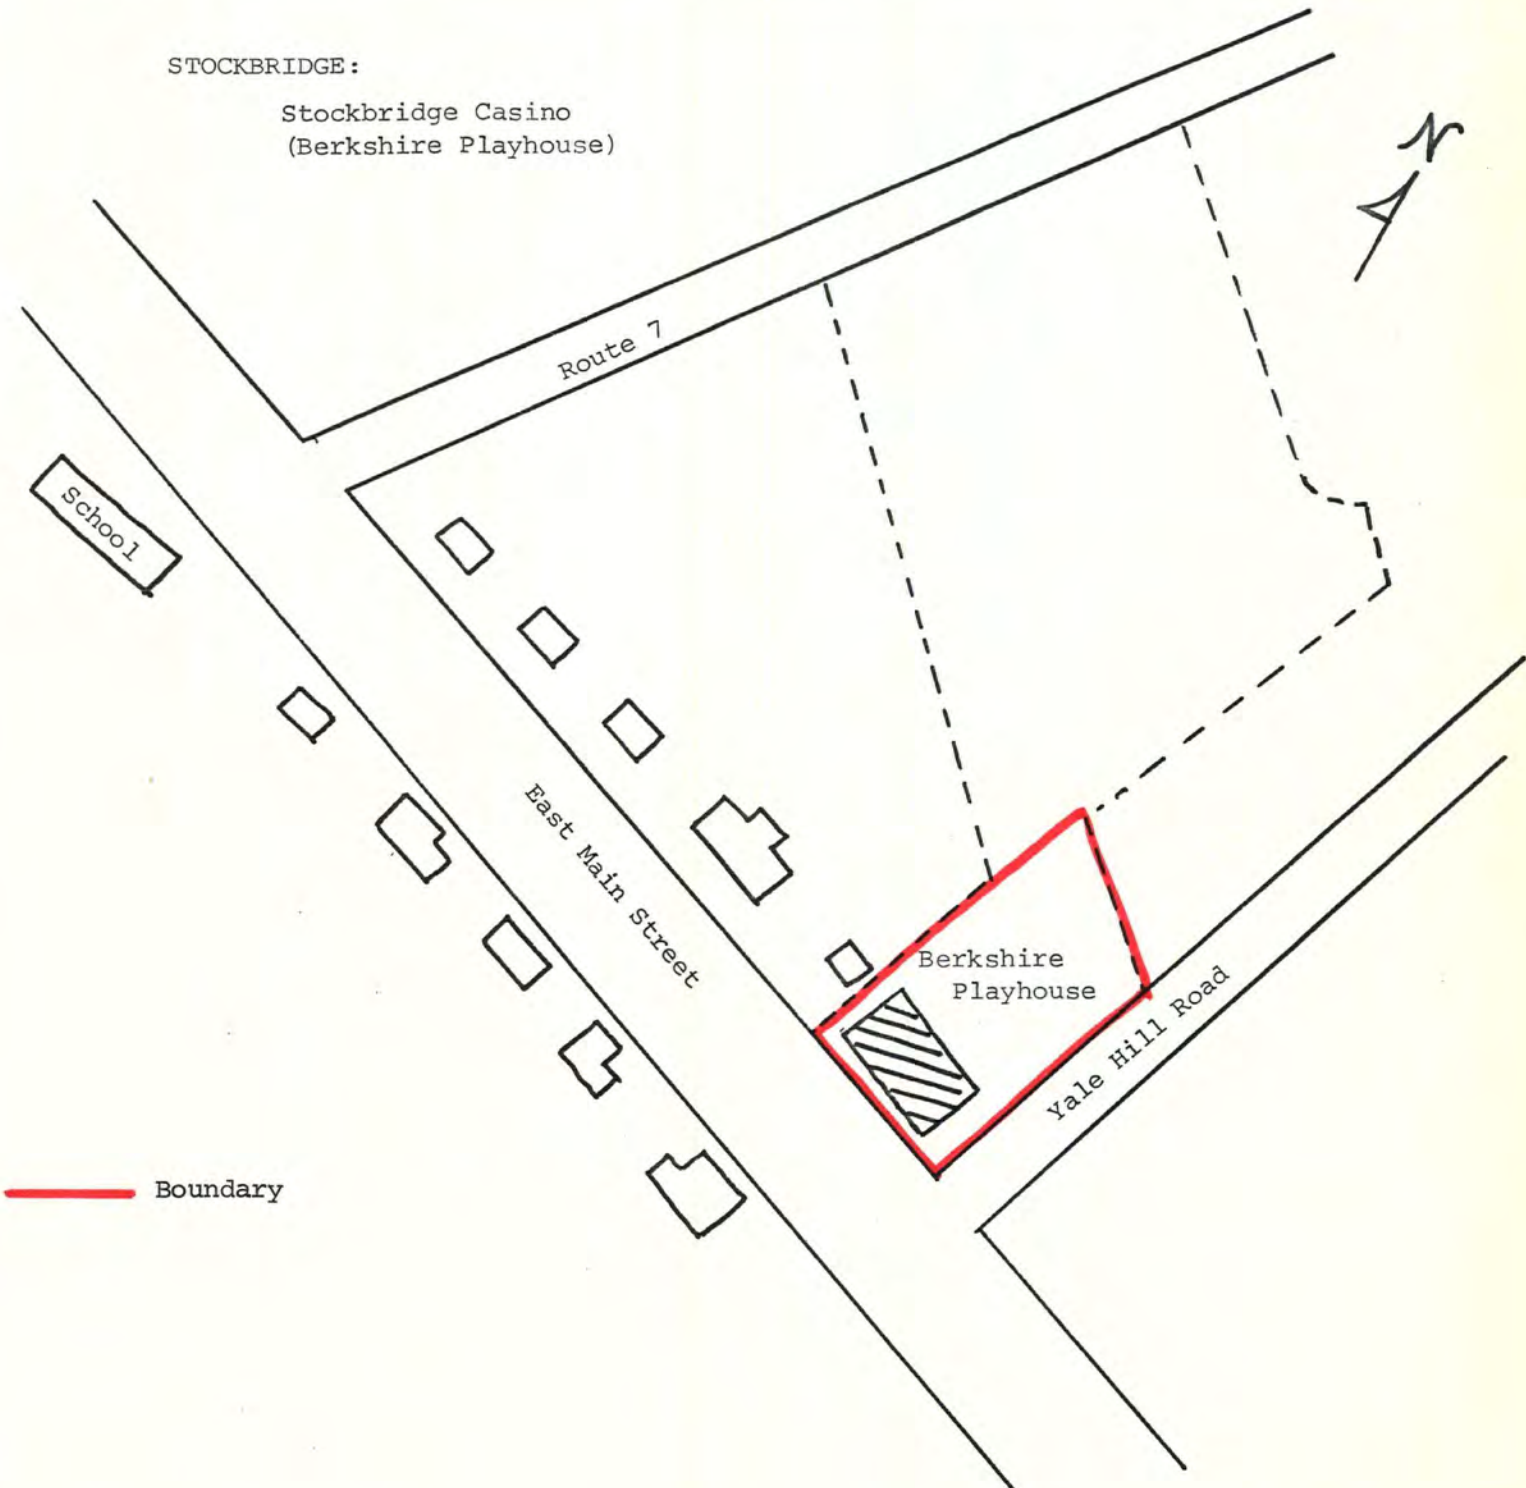 STOCKBRIDGE:
Stockbridge Casino
(Berkshire Playhouse)
N
Route 7
School
East Main Street
Berkshire
Playhouse
Yale Hill Road
Boundary